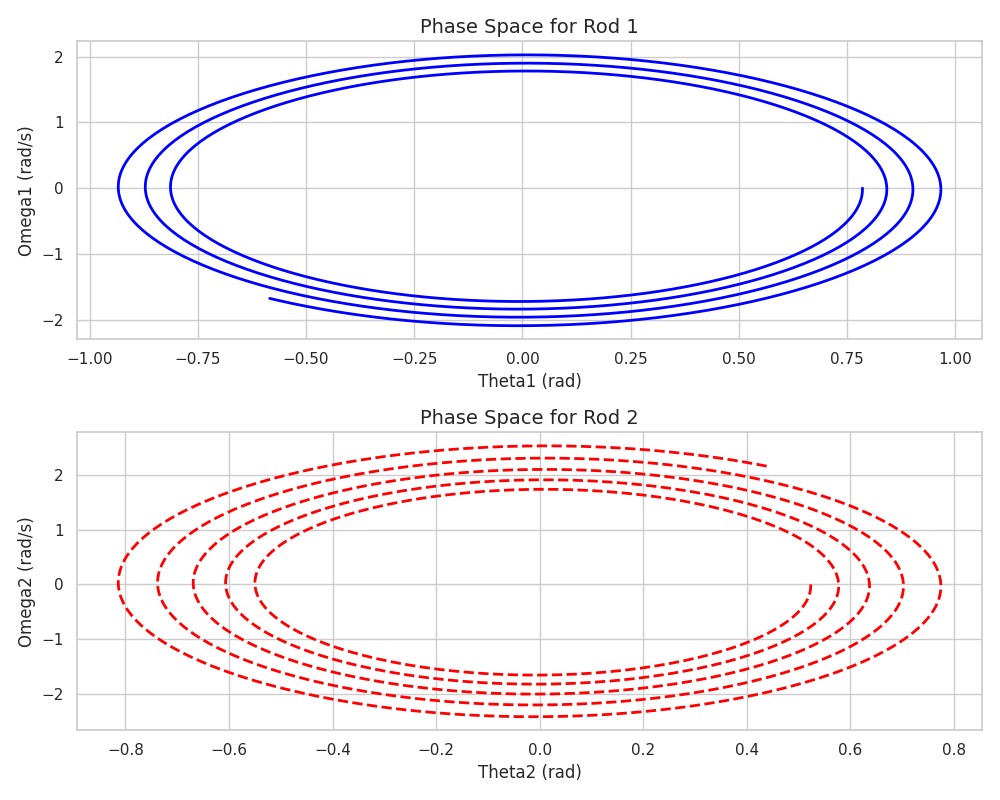 Phase Space for Rod 1
Omega1 (rad/s)
2
1
0
−1
−2
−1.00 −0.75 −0.50 −0.25 0.00 0.25 0.50 0.75 1.00
Theta1 (rad)
Phase Space for Rod 2
Omega2 (rad/s)
2
1
0
−1
−2
−0.8 −0.6 −0.4 −0.2 0.0 0.2 0.4 0.6 0.8
Theta2 (rad)